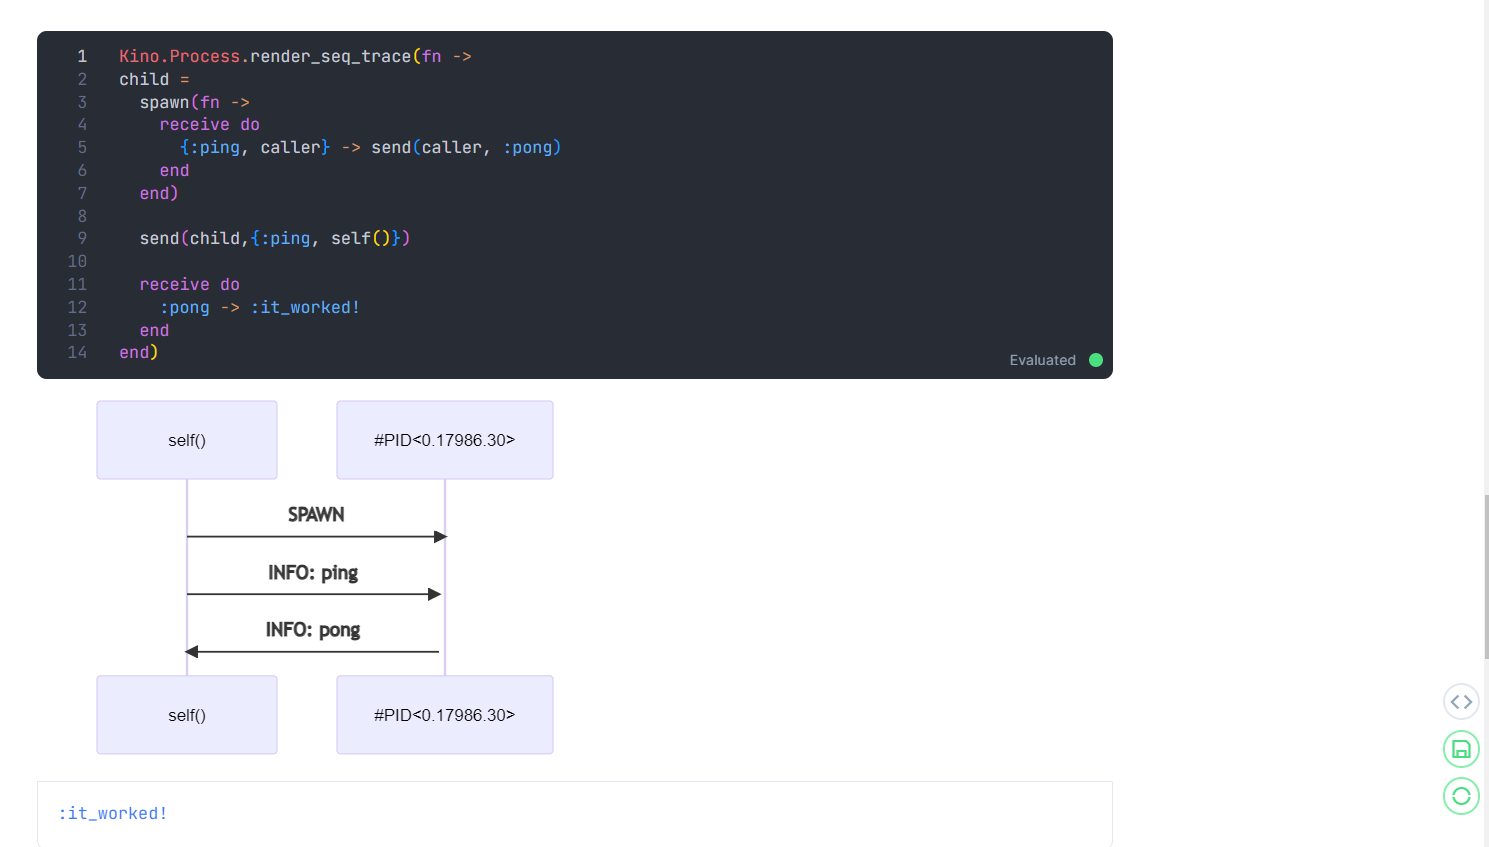 1 Kino.Process.render_seq_trace(fn ->
2 child =
3   spawn(fn ->
4     receive do
5       {:ping, caller} -> send(caller, :pong)
6     end
7   end)
8
9   send(child,{:ping, self()})
10
11   receive do
12     :pong -> :it_worked!
13   end
14 end)
Evaluated
self() #PID<0.17986.30>
SPAWN
INFO: ping
INFO: pong
self() #PID<0.17986.30>
:it_worked!